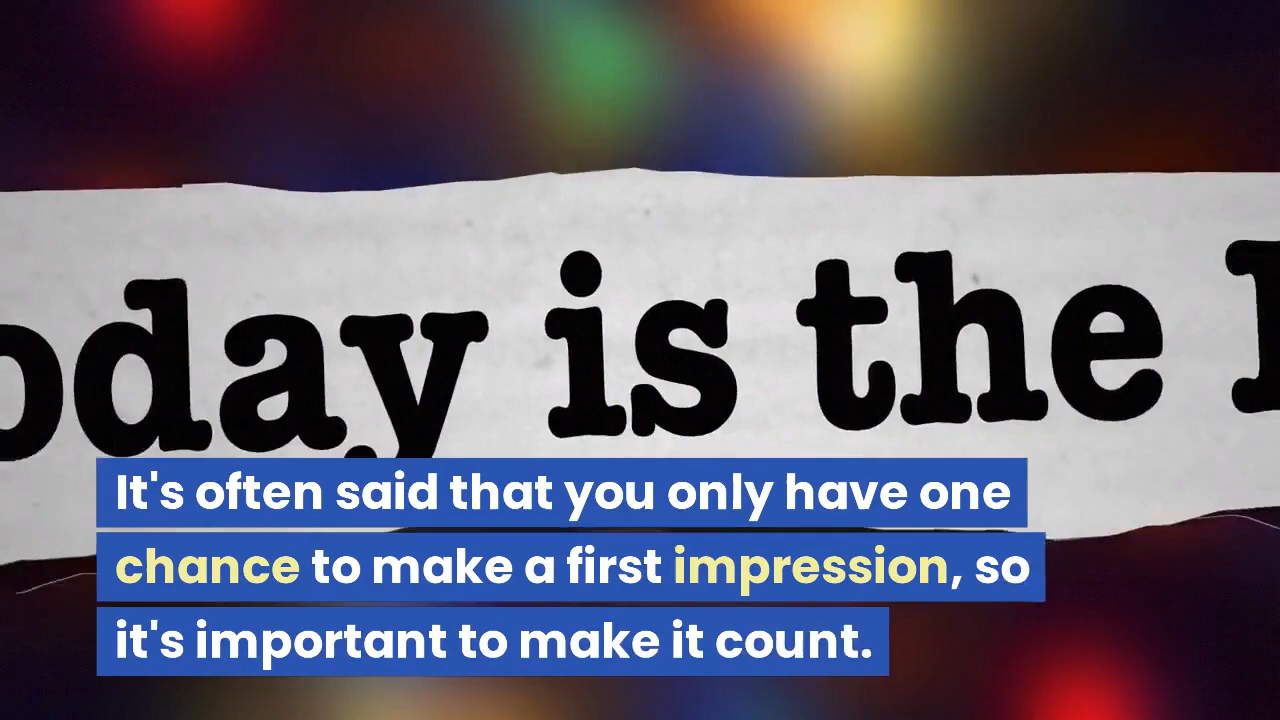 oday is the
It's often said that you only have one
chance to make a first impression, so
it's important to make it count.